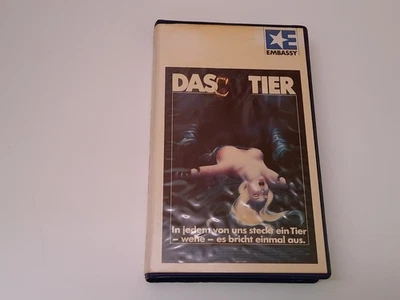 EMBASSY
DAS TIER
In jedem von uns steckt ein Tier
– wehe – es bricht einmal aus.